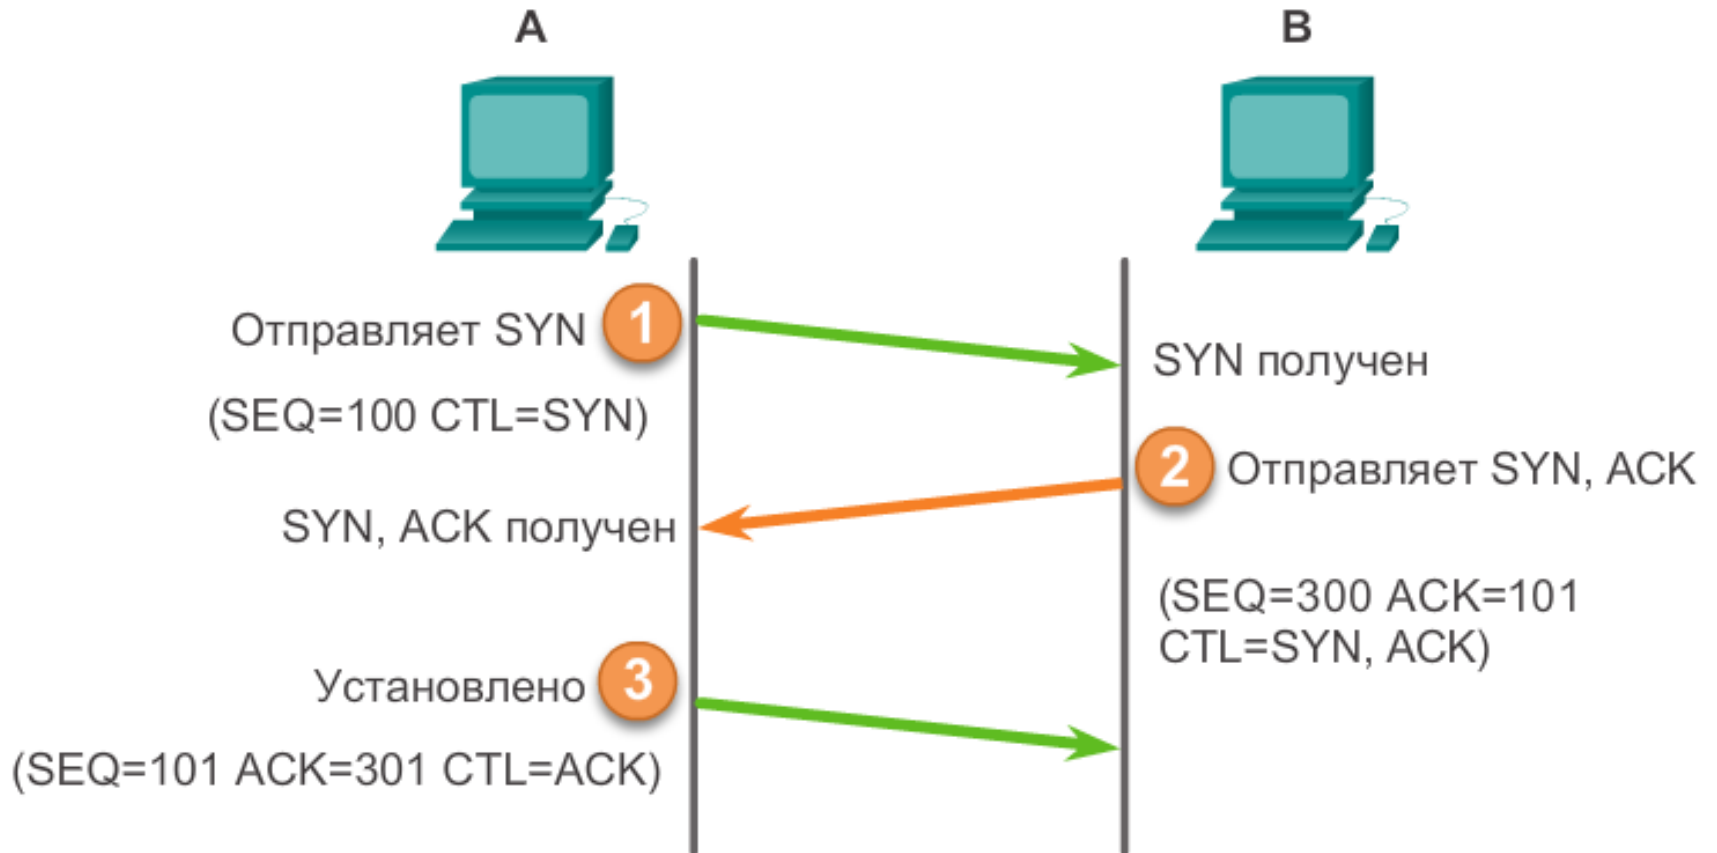 A
B
Отправляет SYN 1
(SEQ=100 CTL=SYN)
SYN получен
2 Отправляет SYN, ACK
SYN, ACK получен
(SEQ=300 ACK=101
CTL=SYN, ACK)
Установлено 3
(SEQ=101 ACK=301 CTL=ACK)